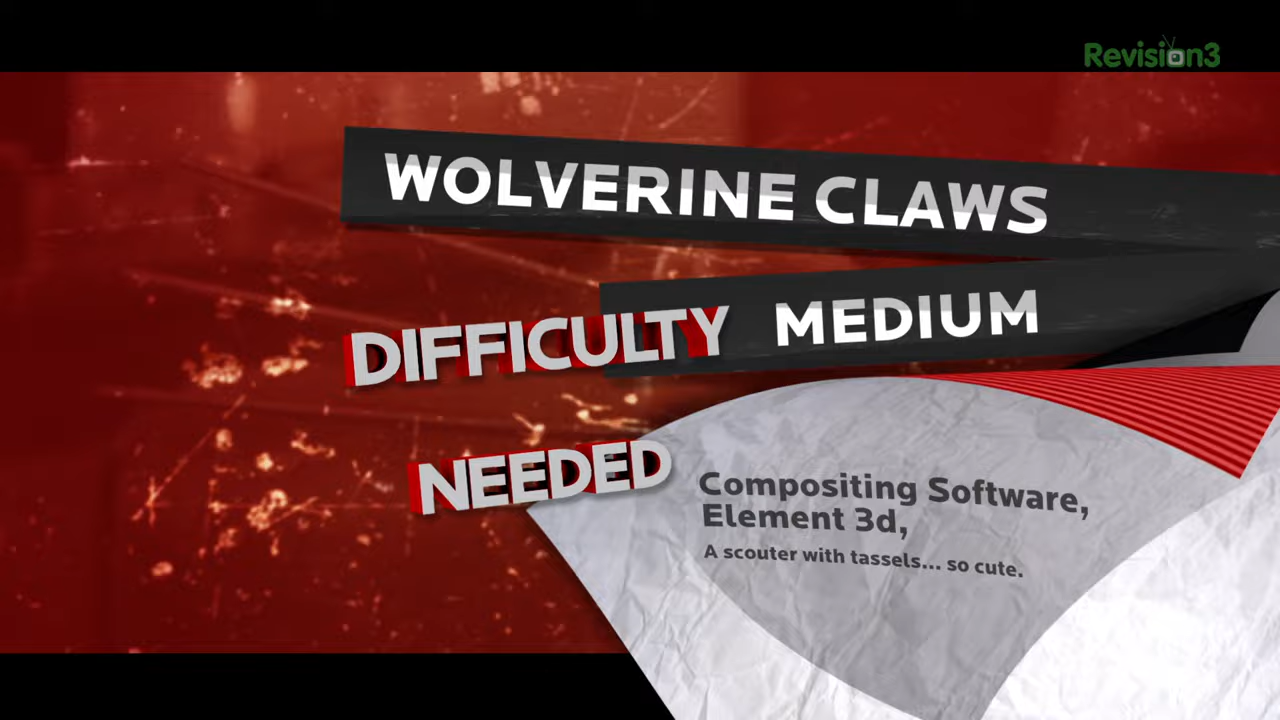 Revision3
WOLVERINE CLAWS
DIFFICULTY MEDIUM
NEEDED
Compositing Software,
Element 3d,
A scouter with tassels... so cute.